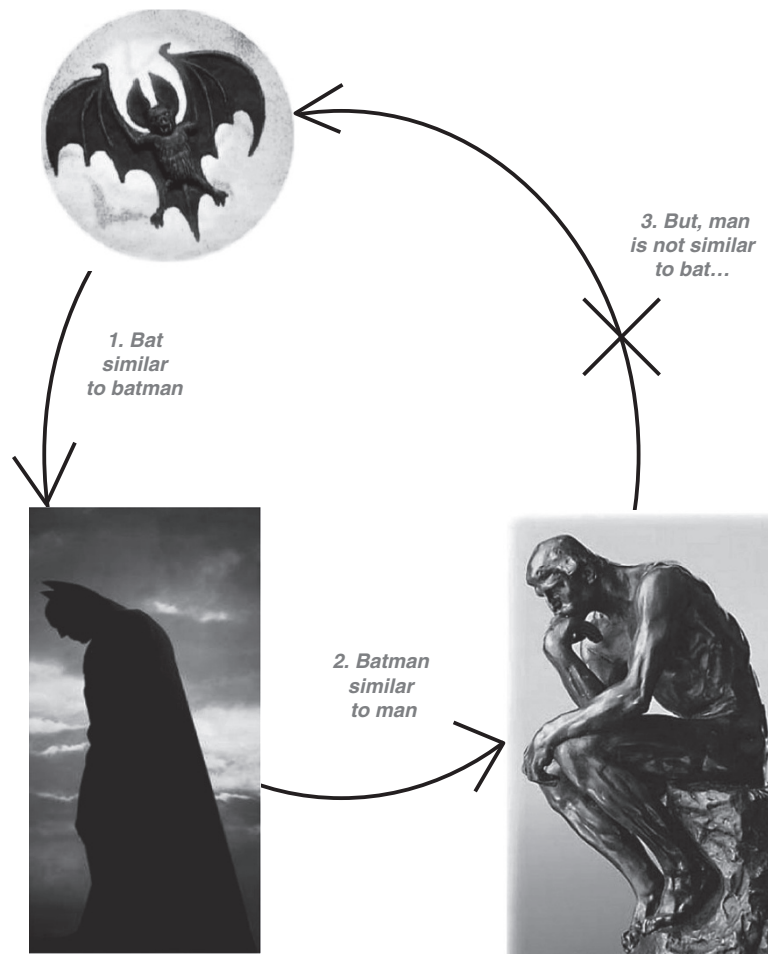 1. Bat
similar
to batman
2. Batman
similar
to man
3. But, man
is not similar
to bat…